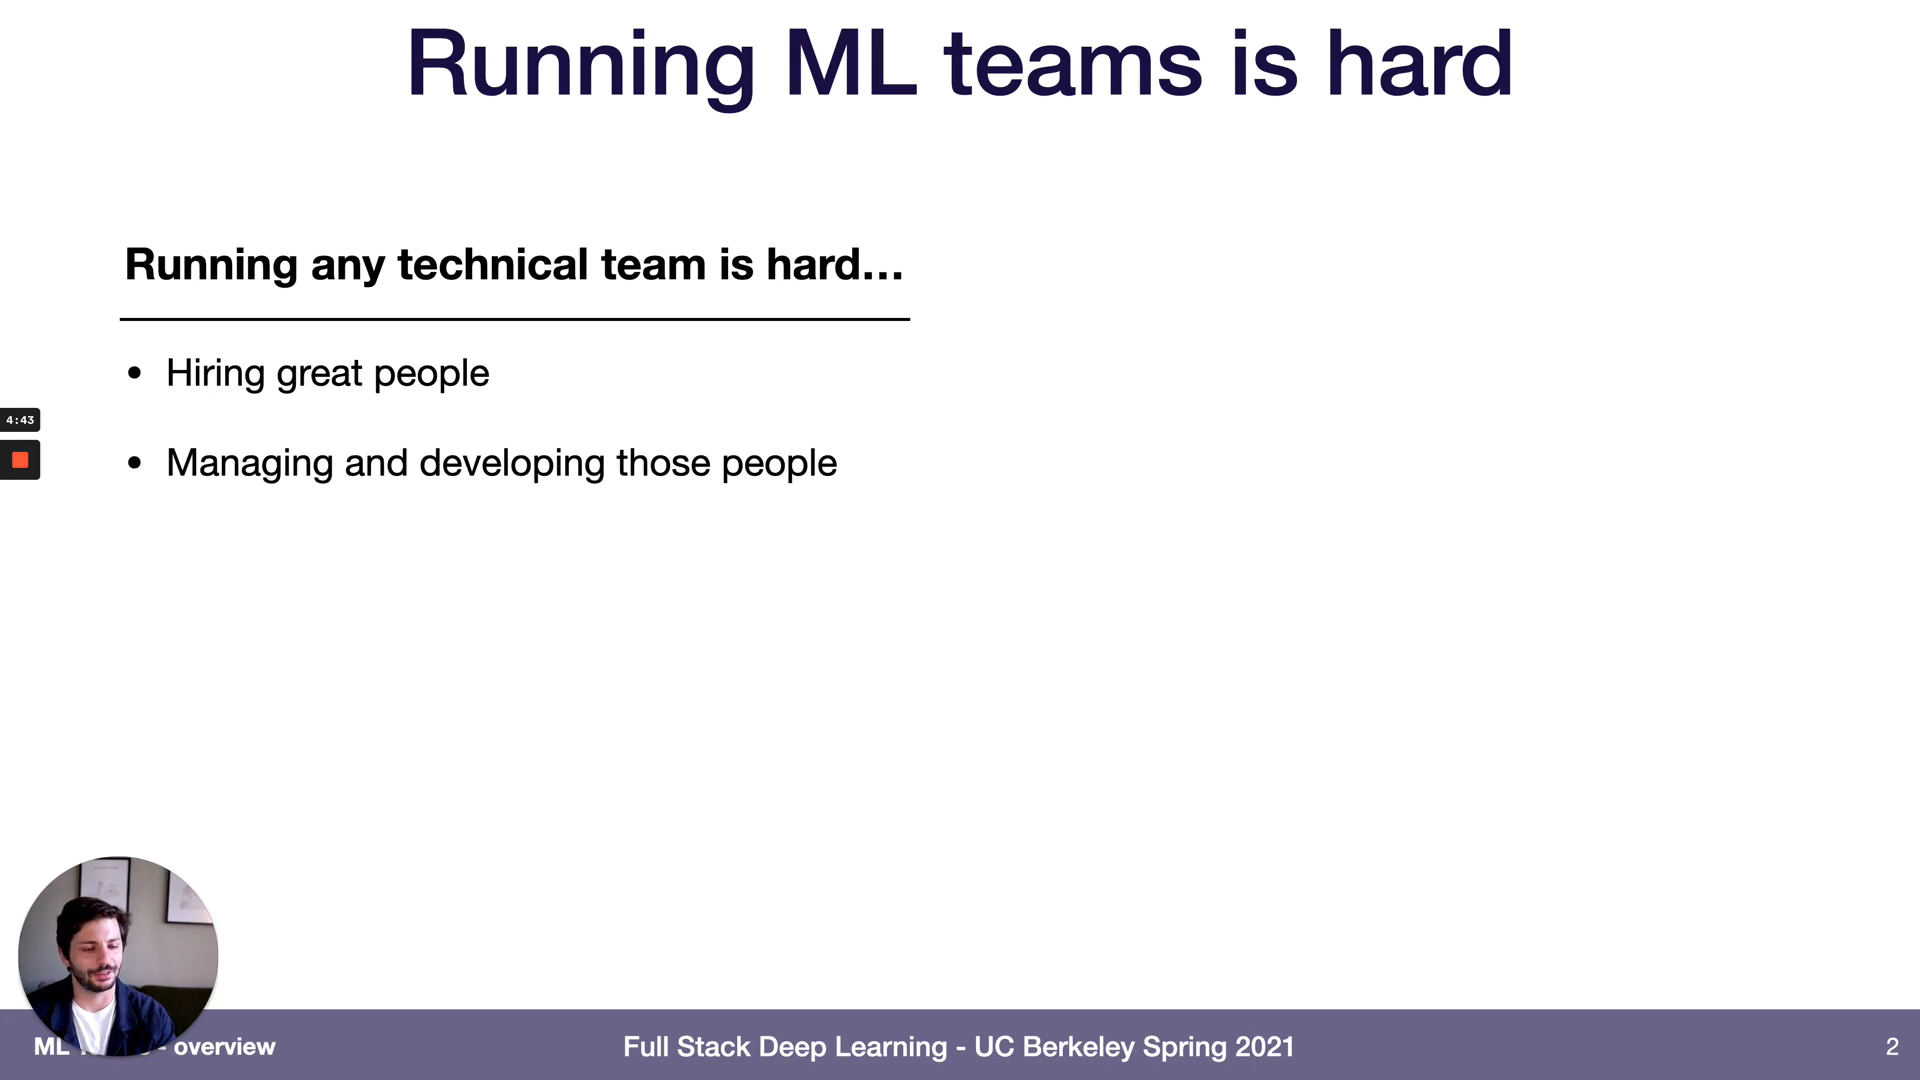 Running ML teams is hard
Running any technical team is hard...
• Hiring great people
4:43
• Managing and developing those people
ML - overview
Full Stack Deep Learning - UC Berkeley Spring 2021
2